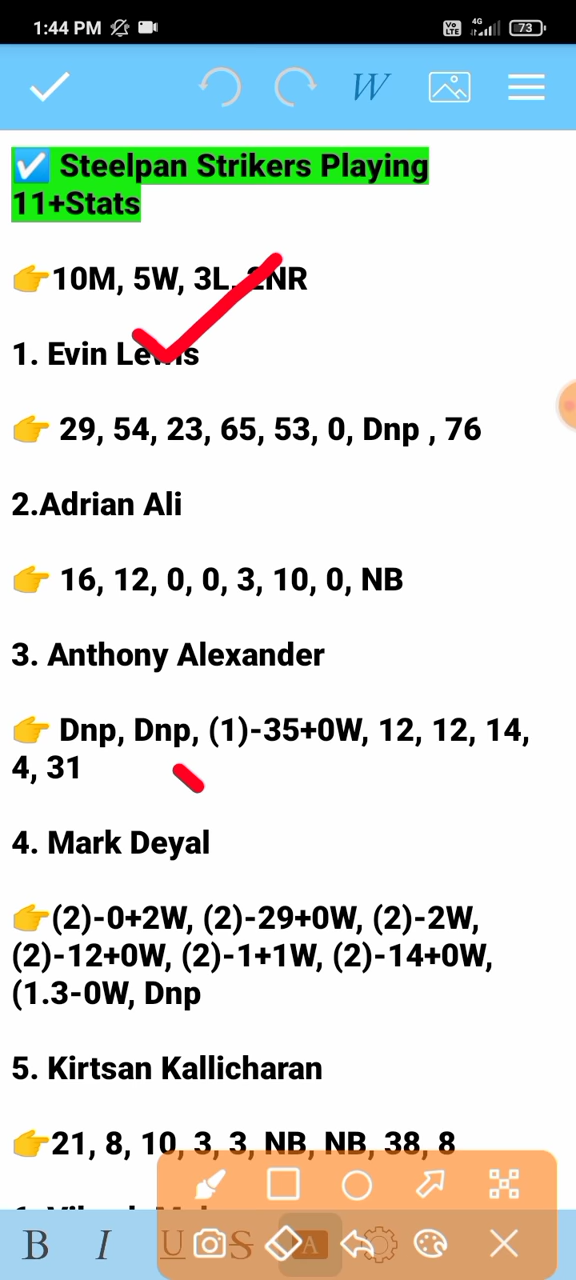 1:44 PM
4G
Vo LTE
73
W
✅ Steelpan Strikers Playing
11+Stats
👉10M, 5W, 3L, 2NR
1. Evin Lewis
👉 29, 54, 23, 65, 53, 0, Dnp , 76
2.Adrian Ali
👉 16, 12, 0, 0, 3, 10, 0, NB
3. Anthony Alexander
👉 Dnp, Dnp, (1)-35+0W, 12, 12, 14,
4, 31
4. Mark Deyal
👉(2)-0+2W, (2)-29+0W, (2)-2W,
(2)-12+0W, (2)-1+1W, (2)-14+0W,
(1.3-0W, Dnp
5. Kirtsan Kallicharan
👉21, 8, 10, 3, 3, NB, NB, 38, 8
B I U S A